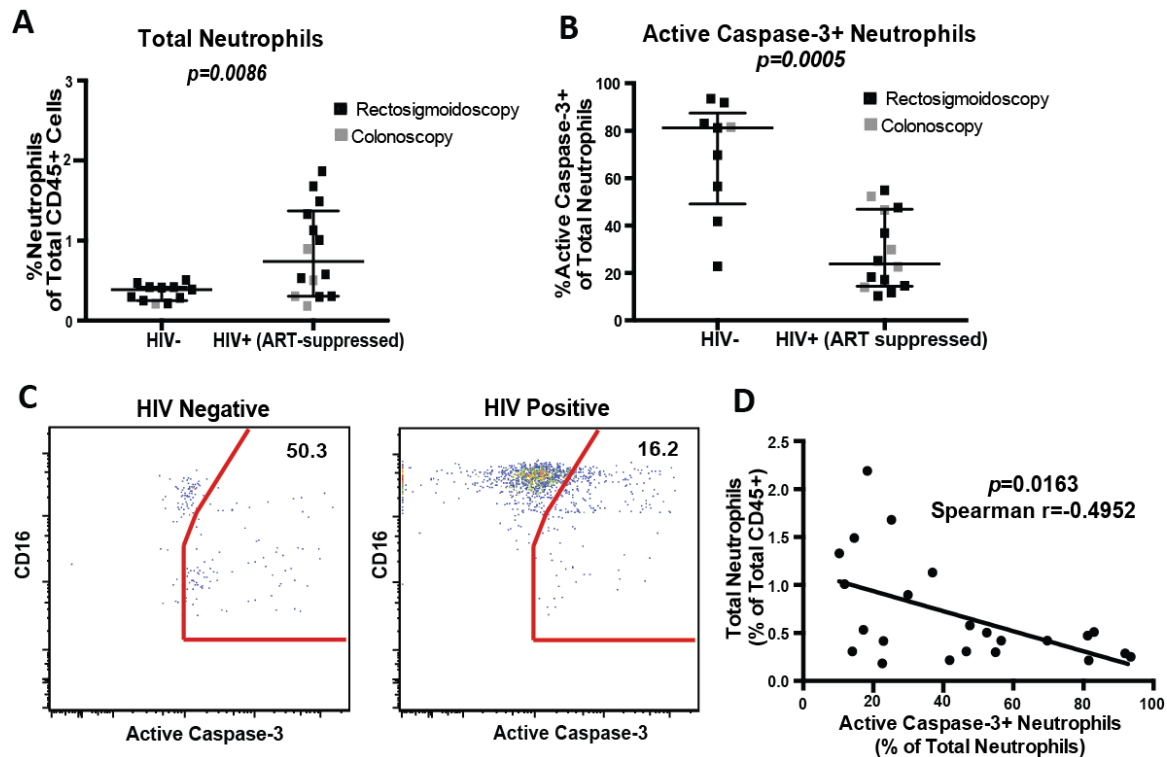 A
Total Neutrophils
p=0.0086
%Neutrophils
of Total CD45+ Cells
3
2
1
0
Rectosigmoidoscopy
Colonoscopy
HIV-
HIV+ (ART-suppressed)
B
Active Caspase-3+ Neutrophils
p=0.0005
%Active Caspase-3+
of Total Neutrophils
100
80
60
40
20
0
Rectosigmoidoscopy
Colonoscopy
HIV-
HIV+ (ART suppressed)
C
HIV Negative
50.3
CD16
Active Caspase-3
HIV Positive
16.2
CD16
Active Caspase-3
D
Total Neutrophils
(% of Total CD45+)
2.5
2.0
1.5
1.0
0.5
0.0
p=0.0163
Spearman r=-0.4952
0 20 40 60 80 100
Active Caspase-3+ Neutrophils
(% of Total Neutrophils)